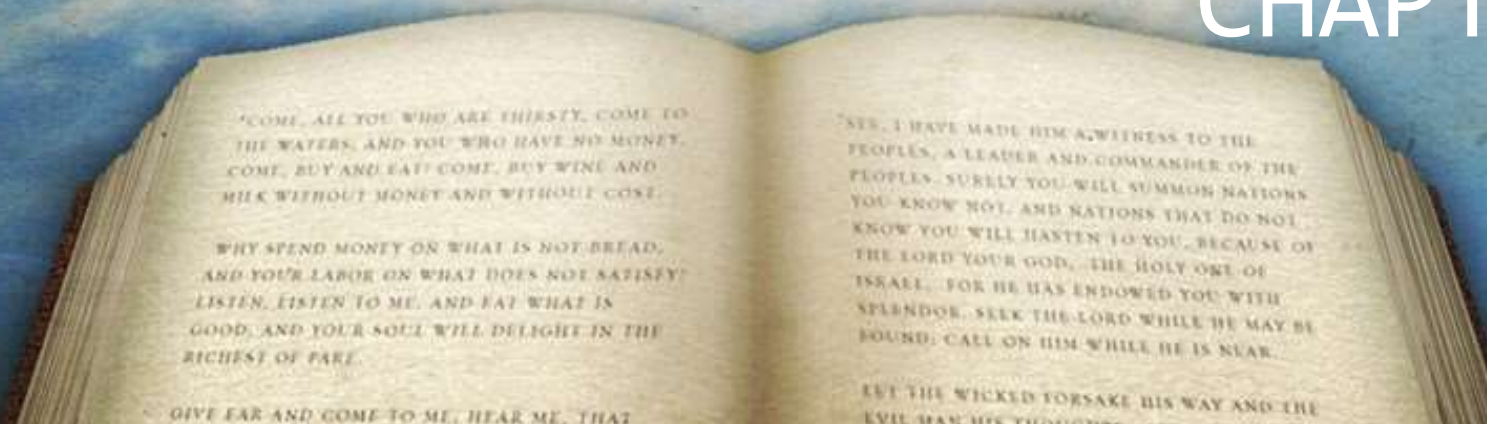 CHAPT
"COME, ALL YOU WHO ARE THIRSTY, COME TO
THE WATERS, AND YOU WHO HAVE NO MONEY,
COME, BUY AND EAT! COME, BUY WINE AND
MILK WITHOUT MONEY AND WITHOUT COST.
WHY SPEND MONEY ON WHAT IS NOT BREAD,
AND YOUR LABOR ON WHAT DOES NOT SATISFY?
LISTEN, LISTEN TO ME, AND EAT WHAT IS
GOOD, AND YOUR SOUL WILL DELIGHT IN THE
RICHEST OF FARE.
GIVE EAR AND COME TO ME, HEAR ME, THAT
"SEE, I HAVE MADE HIM A WITNESS TO THE
PEOPLES, A LEADER AND COMMANDER OF THE
PEOPLES. SURELY YOU WILL SUMMON NATIONS
YOU KNOW NOT, AND NATIONS THAT DO NOT
KNOW YOU WILL HASTEN TO YOU, BECAUSE OF
THE LORD YOUR GOD, THE HOLY ONE OF
ISRAEL, FOR HE HAS ENDOWED YOU WITH
SPLENDOR. SEEK THE LORD WHILE HE MAY BE
FOUND; CALL ON HIM WHILE HE IS NEAR.
LET THE WICKED FORSAKE HIS WAY AND THE
EVIL MAN HIS THOUGHTS